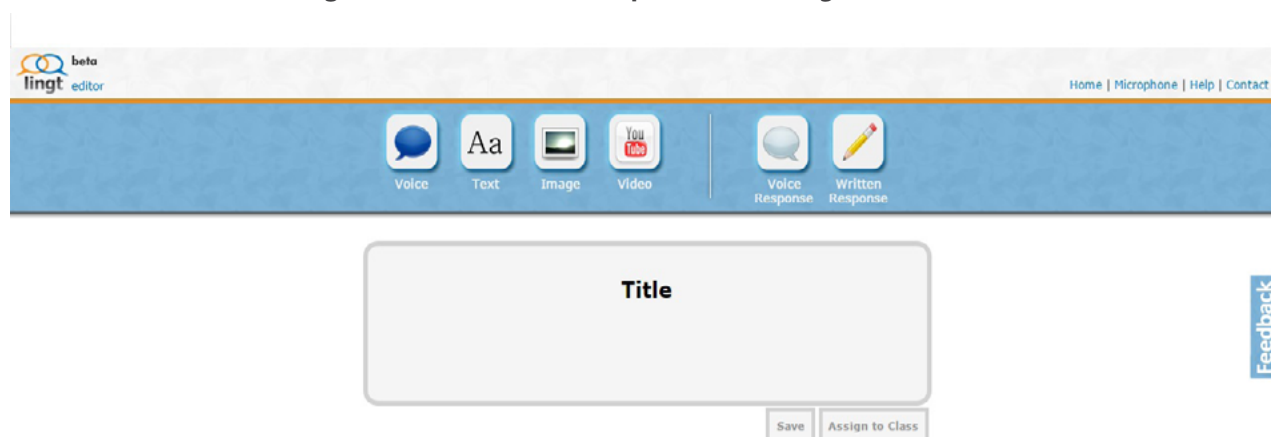 beta
lingt editor
Home | Microphone | Help | Contact
Aa
You
Tube
Voice Text Image Video Voice Response Written Response
Title
Feedback
Save Assign to Class